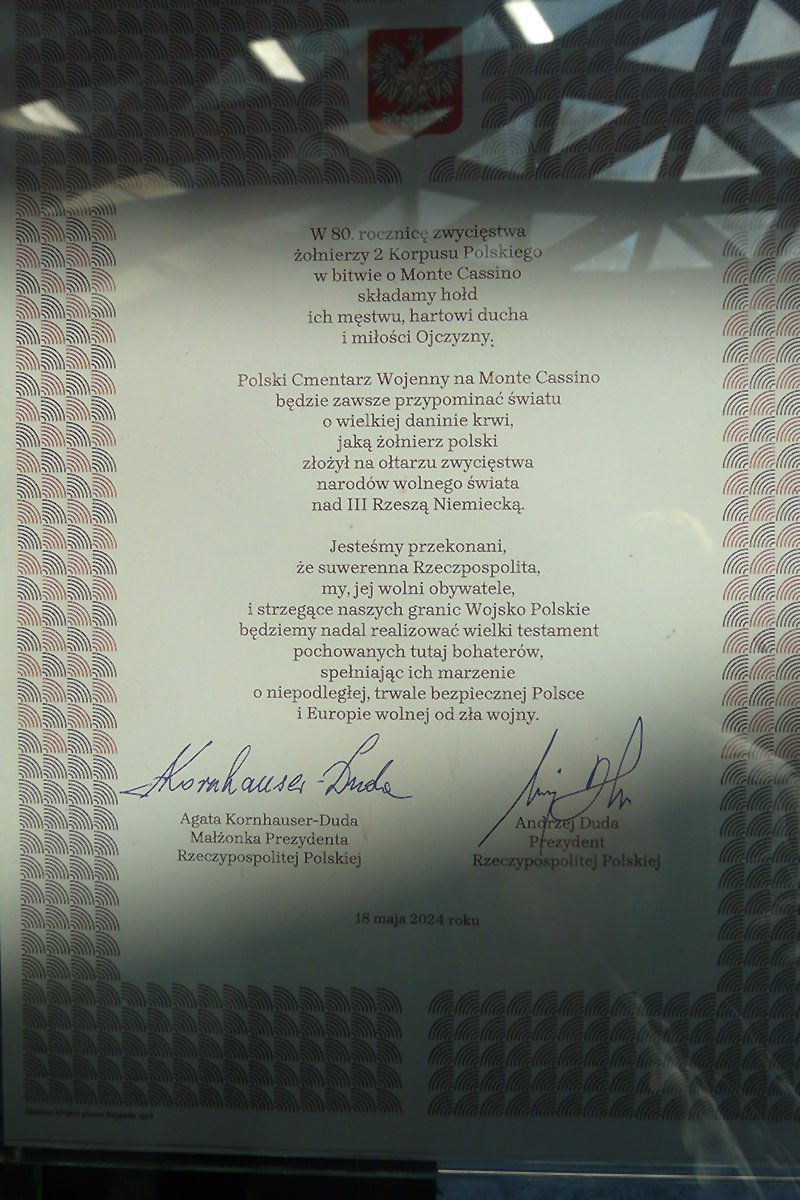 W 80. rocznicę zwycięstwa
żołnierzy 2 Korpusu Polskiego
w bitwie o Monte Cassino
składamy hołd
ich męstwu, hartowi ducha
i miłości Ojczyzny.
Polski Cmentarz Wojenny na Monte Cassino
będzie zawsze przypominać światu
o wielkiej daninie krwi,
jaką żołnierz polski
złożył na ołtarzu zwycięstwa
narodów wolnego świata
nad III Rzeszą Niemiecką.
Jesteśmy przekonani,
że suwerenna Rzeczpospolita,
my, jej wolni obywatele,
i strzegące naszych granic Wojsko Polskie
będziemy nadal realizować wielki testament
pochowanych tutaj bohaterów,
spełniając ich marzenie
o niepodległej, trwale bezpiecznej Polsce
i Europie wolnej od zła wojny.
AKornhauser-Duda
Agata Kornhauser-Duda
Małżonka Prezydenta
Rzeczypospolitej Polskiej
Andrzej Duda
Prezydent
Rzeczypospolitej Polskiej
18 maja 2024 roku